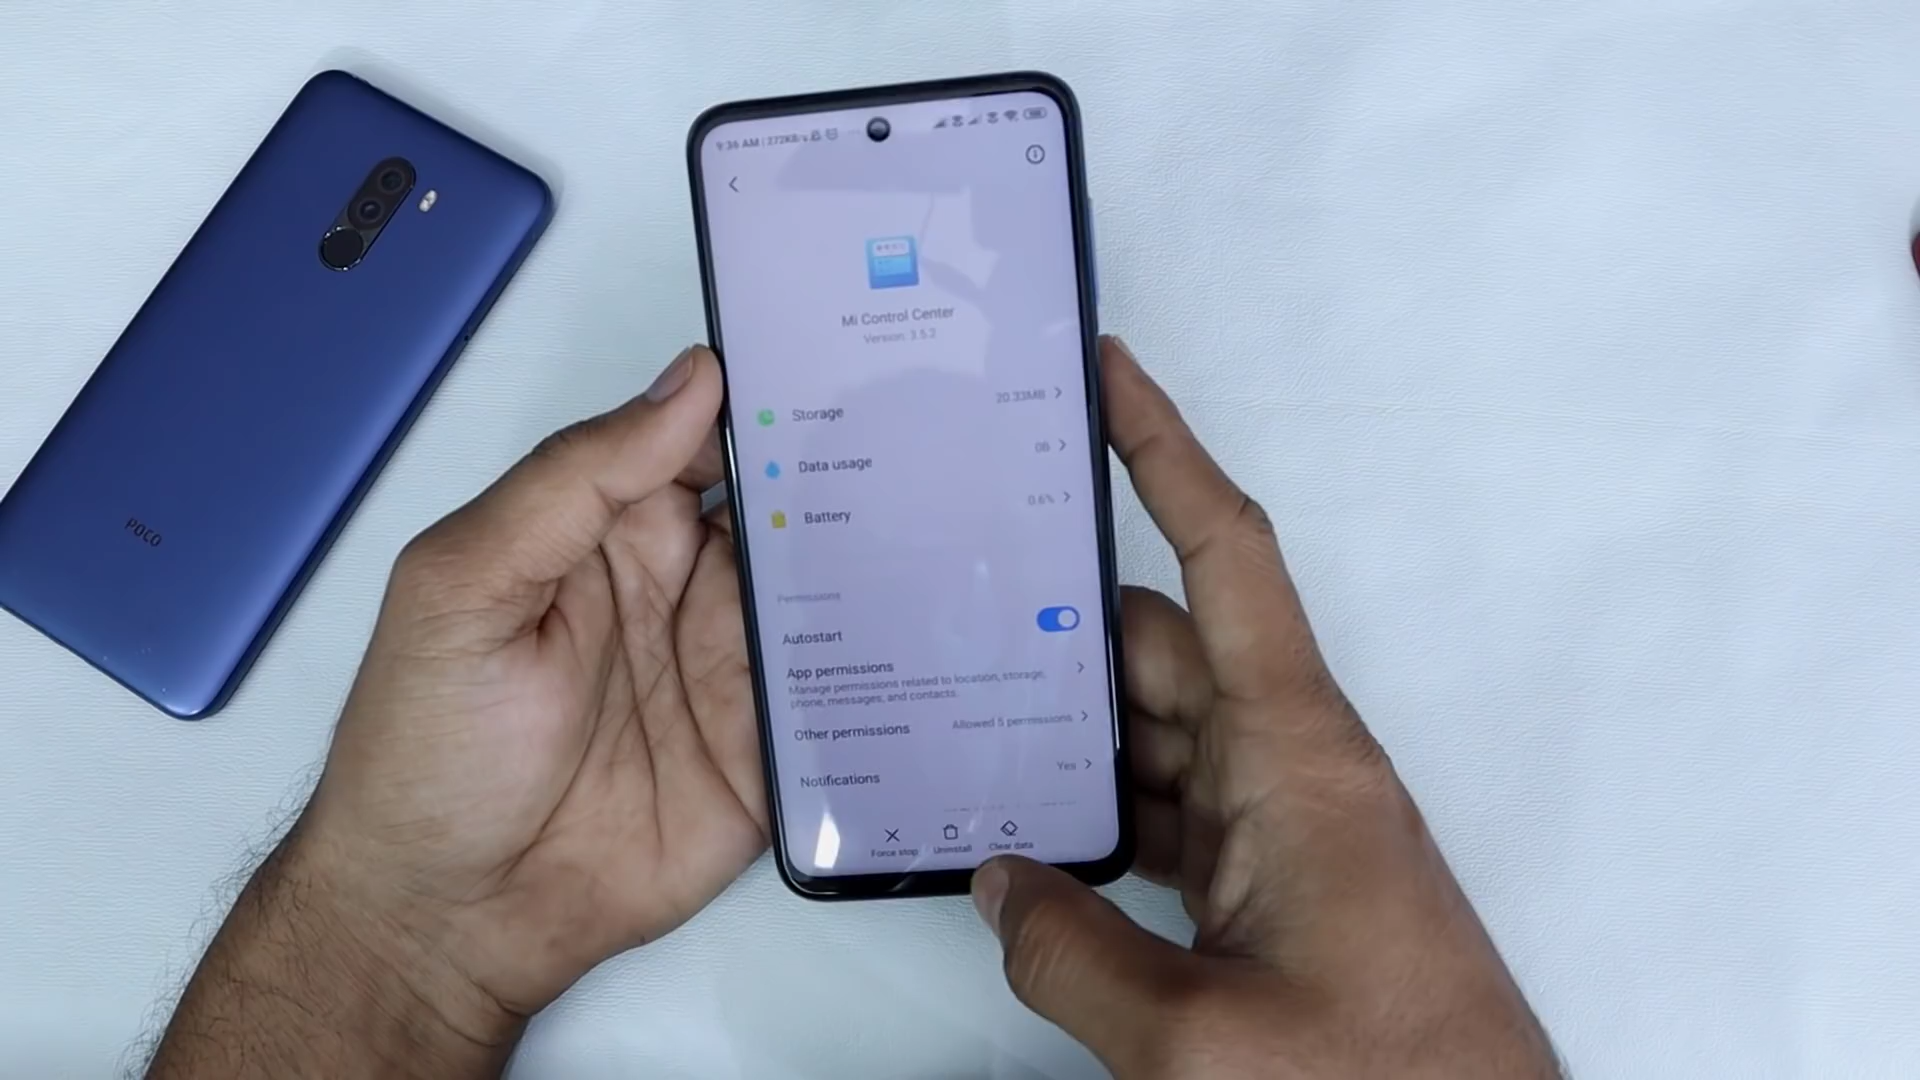 POCO
9:36 AM | 272KB/s
Mi Control Center
Version: 3.5.2
Storage 20.33MB
Data usage 0B
Battery 0.6%
Permissions
Autostart
App permissions
Manage permissions related to location, storage,
phone, messages, and contacts.
Other permissions Allowed 5 permissions
Notifications Yes
Force stop Uninstall Clear data